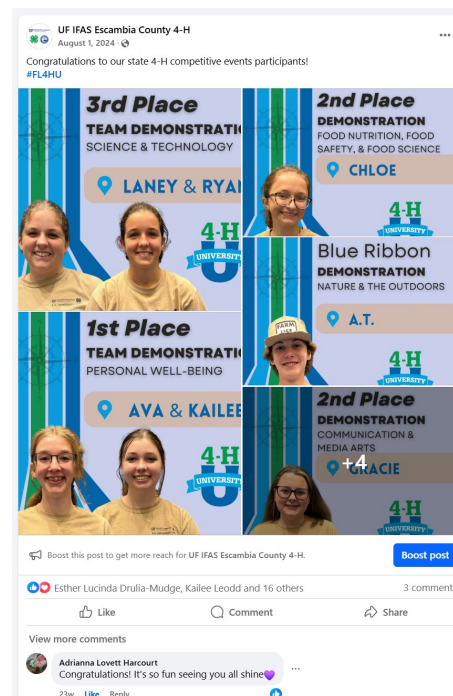 UF IFAS Escambia County 4-H
August 1, 2024 ·
Congratulations to our state 4-H competitive events participants!
#FL4HU
3rd Place
TEAM DEMONSTRATI
SCIENCE & TECHNOLOGY
LANEY & RYA
4-H
UNIVERSITY
2nd Place
DEMONSTRATION
FOOD NUTRITION, FOOD
SAFETY, & FOOD SCIENCE
CHLOE
4-H
UNIVERSITY
Blue Ribbon
DEMONSTRATION
NATURE & THE OUTDOORS
A.T.
FARM
4-H
UNIVERSITY
1st Place
TEAM DEMONSTRATI
PERSONAL WELL-BEING
AVA & KAILEE
4-H
UNIVERSITY
2nd Place
DEMONSTRATION
COMMUNICATION &
MEDIA ARTS
+4
GRACIE
4-H
UNIVERSITY
Boost this post to get more reach for UF IFAS Escambia County 4-H.
Boost post
Esther Lucinda Drulia-Mudge, Kailee Leodd and 16 others
3 comment
Like
Comment
Share
View more comments
Adrianna Lovett Harcourt
Congratulations! It's so fun seeing you all shine💜
23w Like Reply